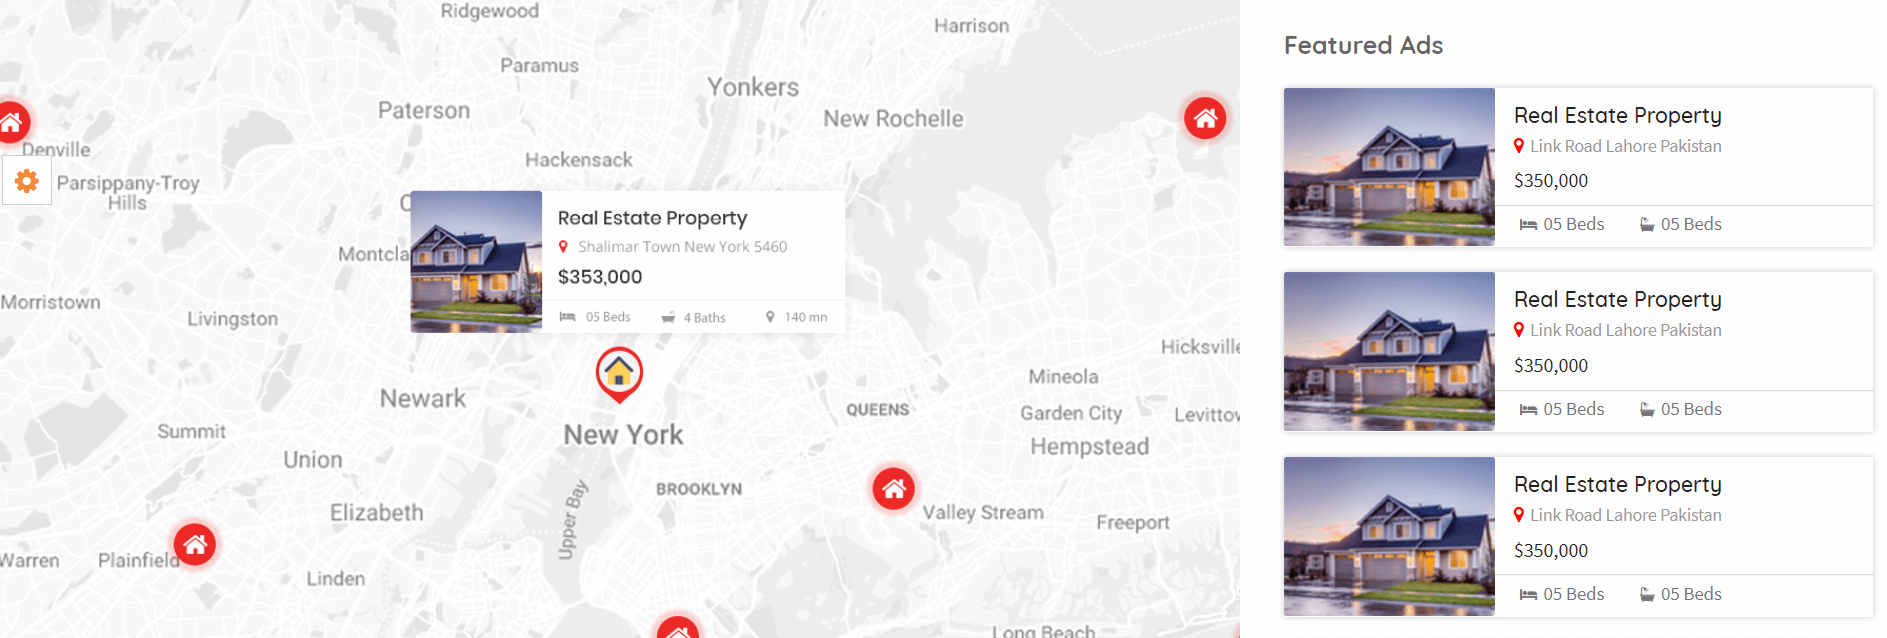 Ridgewood
Harrison
Paramus
Yonkers
Paterson
New Rochelle
Denville
Hackensack
Parsippany-Troy
Hills
Montcla
Real Estate Property
Shalimar Town New York 5460
$353,000
05 Beds 4 Baths 140 mn
Morristown
Livingston
Hicksville
Mineola
Newark
QUEENS
Garden City
Levittow
Summit
New York
Hempstead
Union
BROOKLYN
Elizabeth
Upper Bay
Valley Stream
Freeport
Warren
Plainfield
Linden
Long Beach
Featured Ads
Real Estate Property
Link Road Lahore Pakistan
$350,000
05 Beds 05 Beds
Real Estate Property
Link Road Lahore Pakistan
$350,000
05 Beds 05 Beds
Real Estate Property
Link Road Lahore Pakistan
$350,000
05 Beds 05 Beds